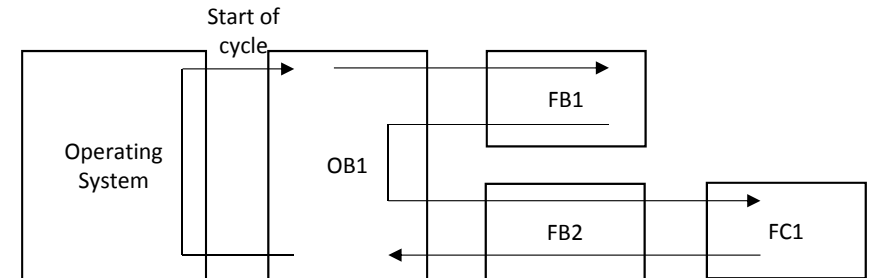 Start of
cycle
FB1
Operating
System
OB1
FB2
FC1